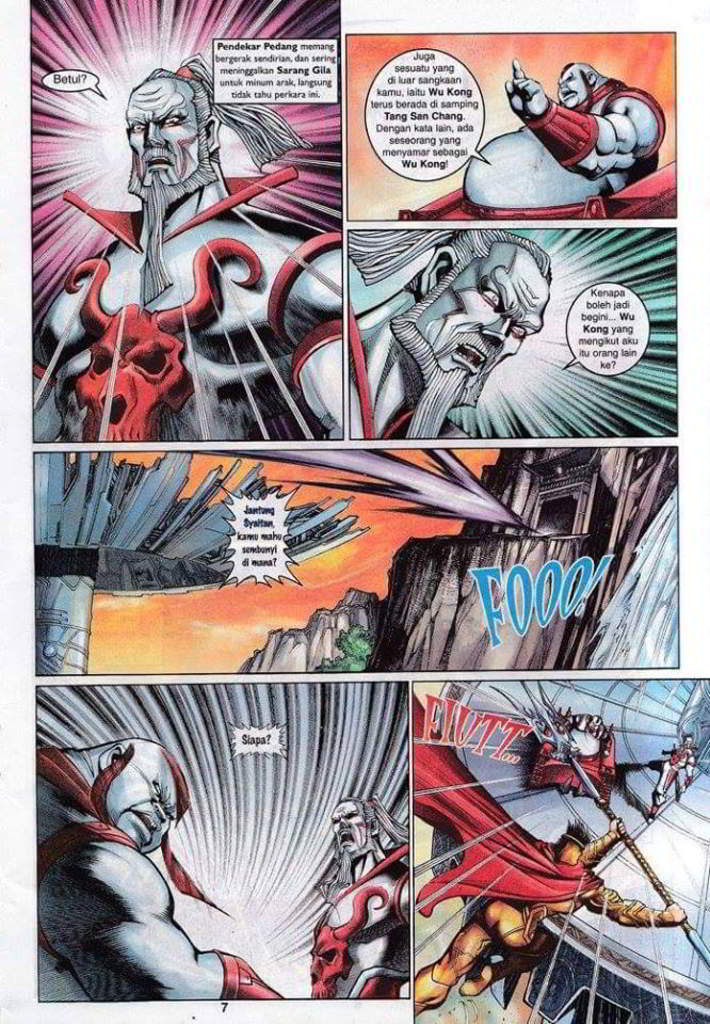 Betul?
Pendekar Pedang memang
bergerak sendirian, dan sering
meninggalkan Sarang Gila
untuk minum arak, langsung
tidak tahu perkara ini.
Juga
sesuatu yang
di luar sangkaan
kamu, iaitu Wu Kong
terus berada di samping
Tang San Chang.
Dengan kata lain, ada
seseorang yang
menyamar sebagai
Wu Kong!
Kenapa
boleh jadi
begini... Wu
Kong yang
mengikut aku
itu orang lain
ke?
Jantung
Syaitan,
kamu mahu
sembunyi
di mana?
FOOO!
Siapa?
FIUTT...
7